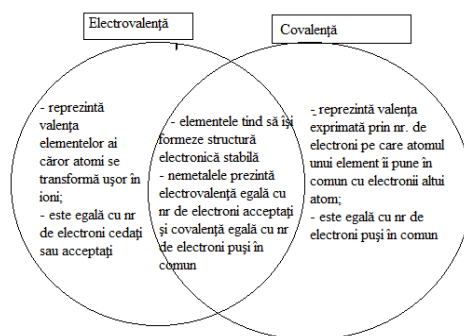 Electrovalență
Covalență
- reprezintă
valența
elementelor ai
căror atomi se
transformă ușor în
ioni;
- este egală cu nr
de electroni cedați
sau acceptați
- elementele tind să își
formeze structură
electronică stabilă
- nemetalele prezintă
electrovalență egală cu
nr de electroni acceptați
și covalență egală cu nr
de electroni puși în
comun
- reprezintă valența
exprimată prin nr. de
electroni pe care atomul
unui element îi pune în
comun cu electronii altui
atom;
- este egală cu nr de
electroni puși în comun